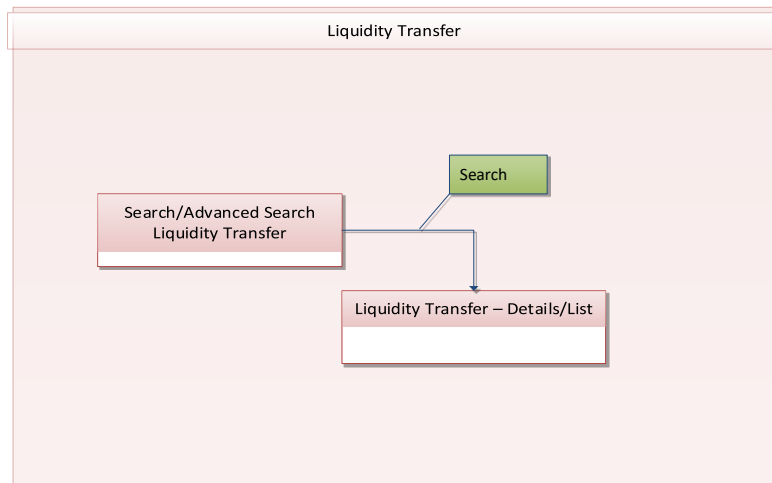 Liquidity Transfer
Search
Search/Advanced Search
Liquidity Transfer
Liquidity Transfer – Details/List